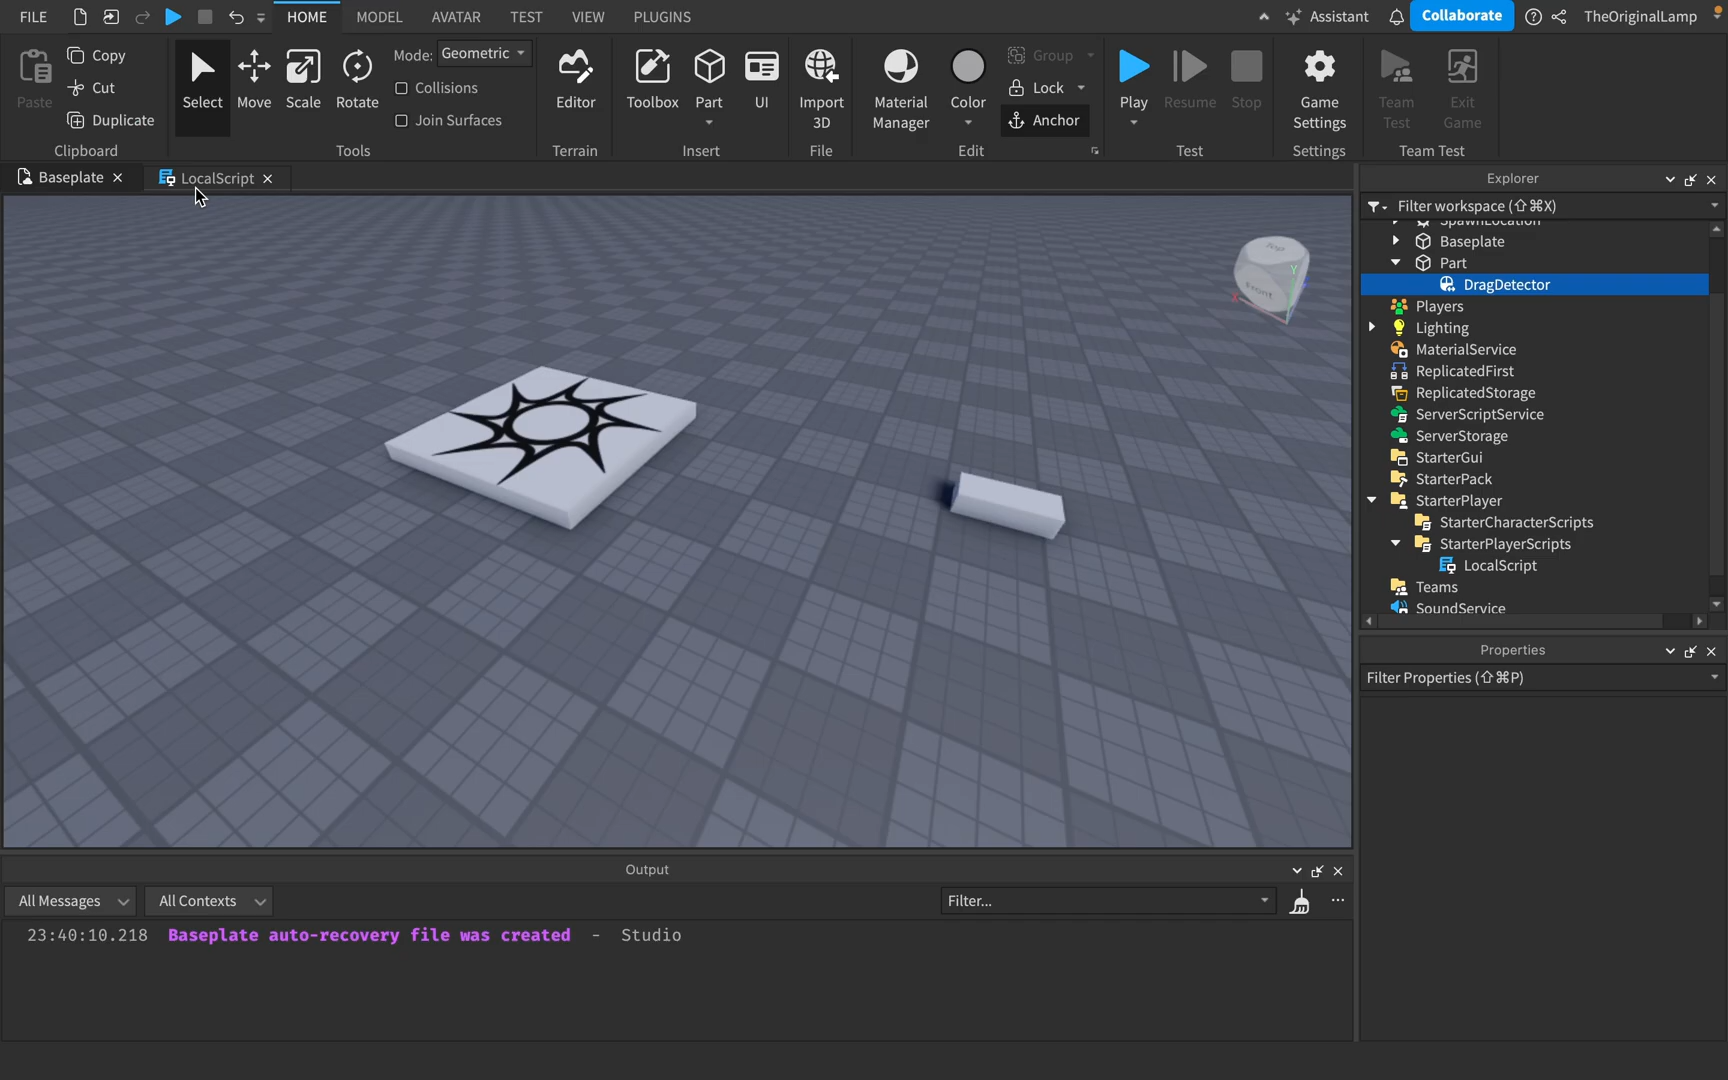 FILE HOME MODEL AVATAR TEST VIEW PLUGINS Assistant Collaborate TheOriginalLamp
Paste Copy Cut Duplicate
Clipboard
Select Move Scale Rotate
Mode: Geometric
Collisions
Join Surfaces
Tools
Editor
Terrain
Toolbox Part UI
Insert
Import
3D
File
Material
Manager
Color
Group
Lock
Anchor
Edit
Play Resume Stop
Test
Game
Settings
Settings
Team
Test
Exit
Game
Team Test
Baseplate LocalScript
Top
Front
X
Y
Explorer
Filter workspace (⇧⌘X)
SpawnLocation
Baseplate
Part
DragDetector
Players
Lighting
MaterialService
ReplicatedFirst
ReplicatedStorage
ServerScriptService
ServerStorage
StarterGui
StarterPack
StarterPlayer
StarterCharacterScripts
StarterPlayerScripts
LocalScript
Teams
SoundService
Properties
Filter Properties (⇧⌘P)
Output
All Messages All Contexts Filter...
23:40:10.218 Baseplate auto-recovery file was created - Studio